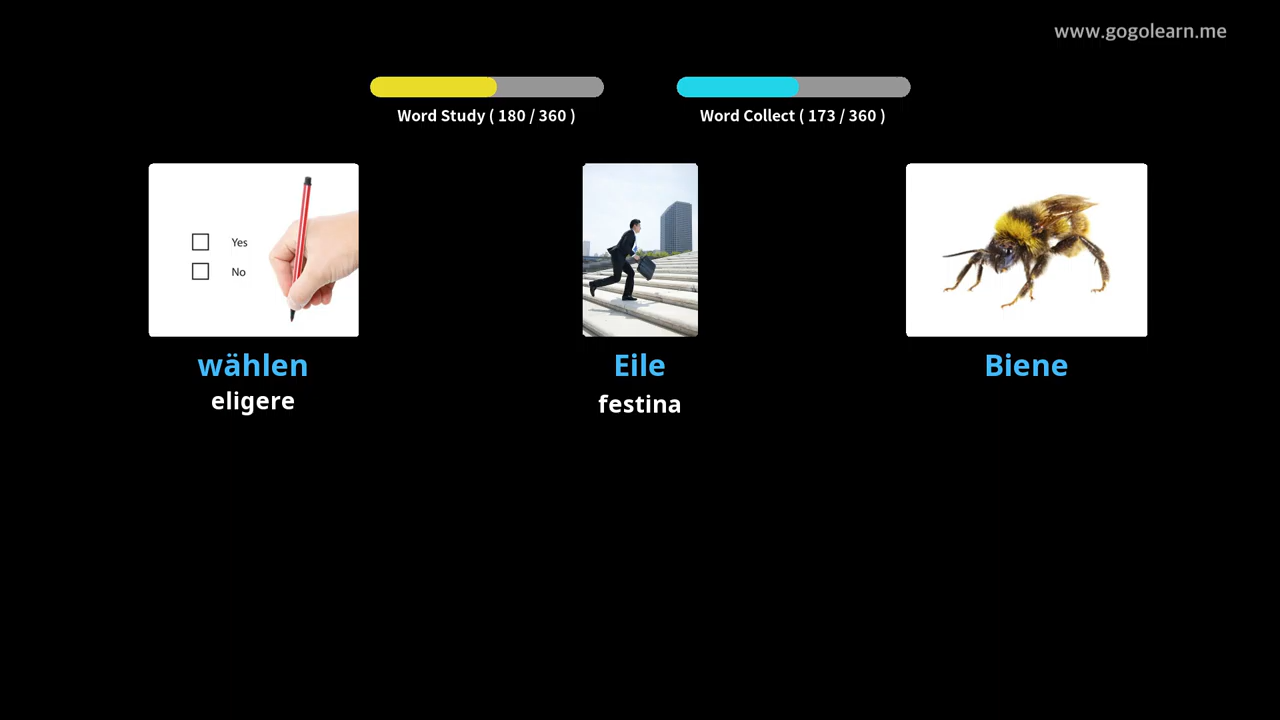 www.gogolearn.me
Word Study ( 180 / 360 )
Word Collect ( 173 / 360 )
Yes
No
wählen
Eile
Biene
eligere
festina